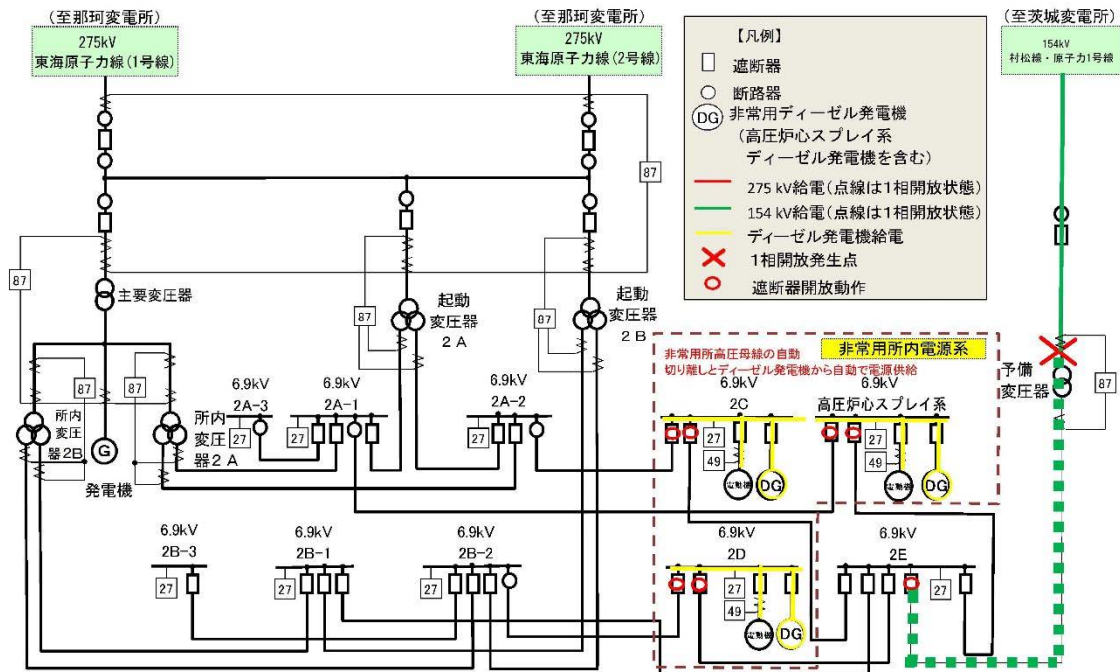 (至那珂変電所)
275kV
東海原子力線(1号線)
(至那珂変電所)
275kV
東海原子力線(2号線)
(至茨城変電所)
154kV
村松線・原子力1号線
【凡例】
遮断器
断路器
DG
非常用ディーゼル発電機
(高圧炉心スプレイ系
ディーゼル発電機を含む)
275 kV給電(点線は1相開放状態)
154 kV給電(点線は1相開放状態)
ディーゼル発電機給電
1相開放発生点
遮断器開放動作
87
87
主要変圧器
87
起動
変圧器
2A
87
起動
変圧器
2B
予備
変圧器
87
87
87
所内
変圧
器2B
G
発電機
所内
変圧
器2A
6.9kV
2A-3
27
6.9kV
2A-1
27
6.9kV
2A-2
27
非常用所高圧母線の自動
切り離しとディーゼル発電機から自動で電源供給
非常用所内電源系
6.9kV
2C
27
49
電動機
DG
6.9kV
高圧炉心スプレイ系
27
49
電動機
DG
6.9kV
2B-3
27
6.9kV
2B-1
27
6.9kV
2B-2
27
6.9kV
2D
27
49
電動機
DG
6.9kV
2E
27